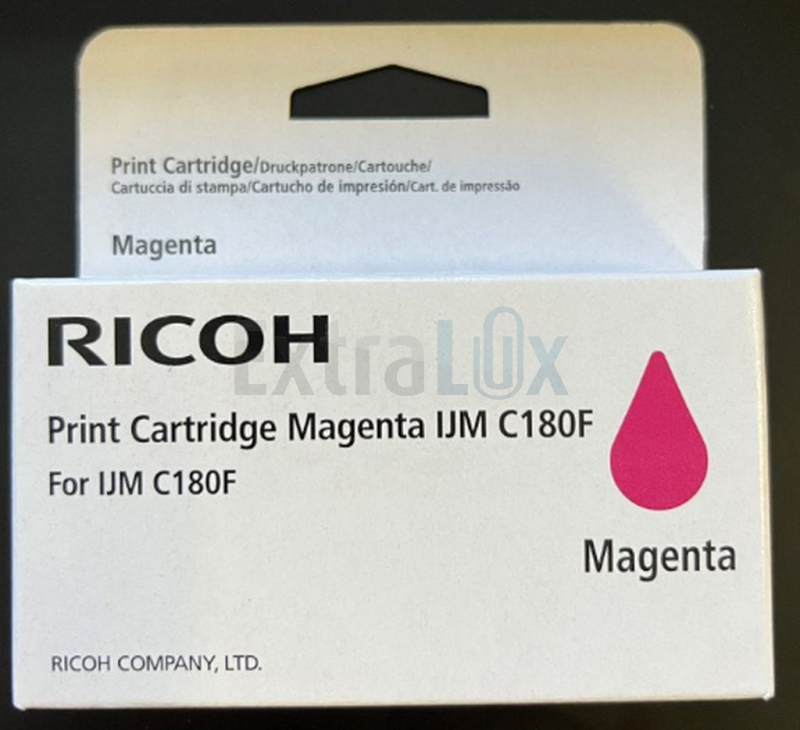 Print Cartridge/Druckpatrone/Cartouche/
Cartuccia di stampa/Cartucho de impresión/Cart. de impressão
Magenta
RICOH
ExtraLUx
Print Cartridge Magenta IJM C180F
For IJM C180F
Magenta
RICOH COMPANY, LTD.